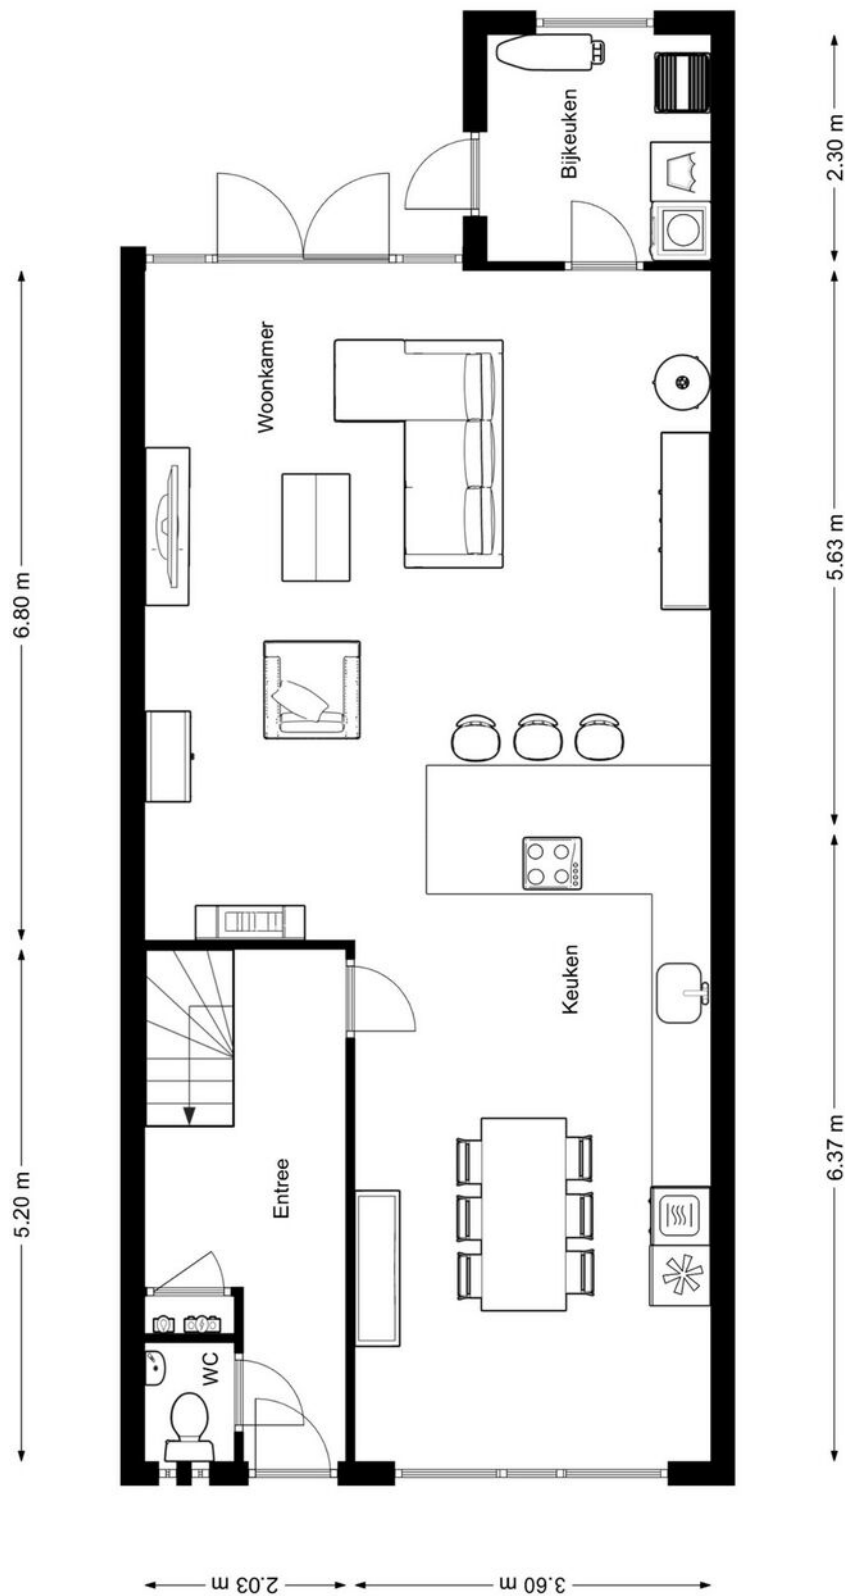 2.30 m
Bijkeuken
Woonkamer
6.80 m
5.63 m
Keuken
5.20 m
Entree
6.37 m
WC
2.03 m
3.60 m